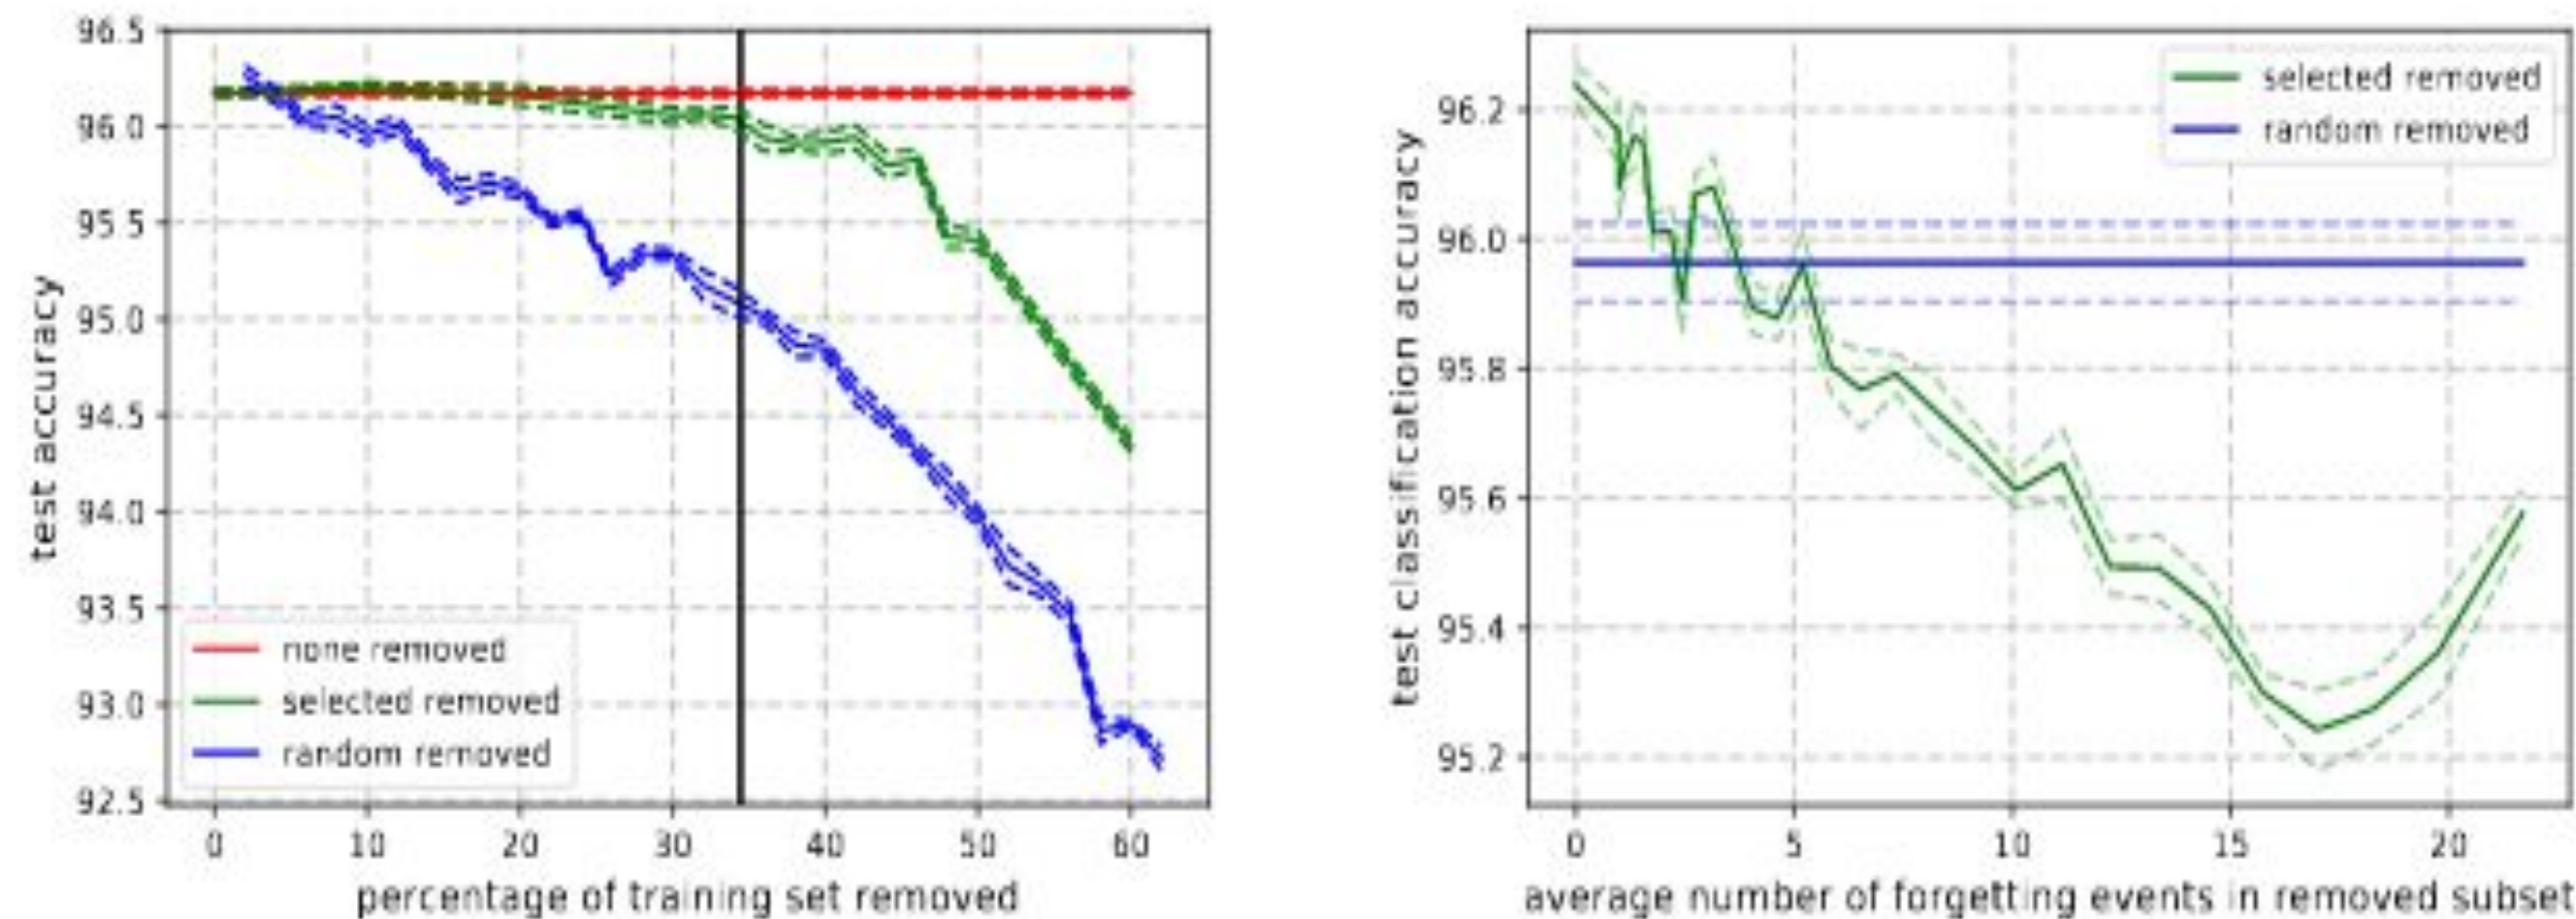 96.5
96.0
95.5
95.0
94.5
94.0
93.5
93.0
92.5
test accuracy
none removed
selected removed
random removed
0 10 20 30 40 50 60
percentage of training set removed
96.2
96.0
95.8
95.6
95.4
95.2
test classification accuracy
selected removed
random removed
0 5 10 15 20
average number of forgetting events in removed subset